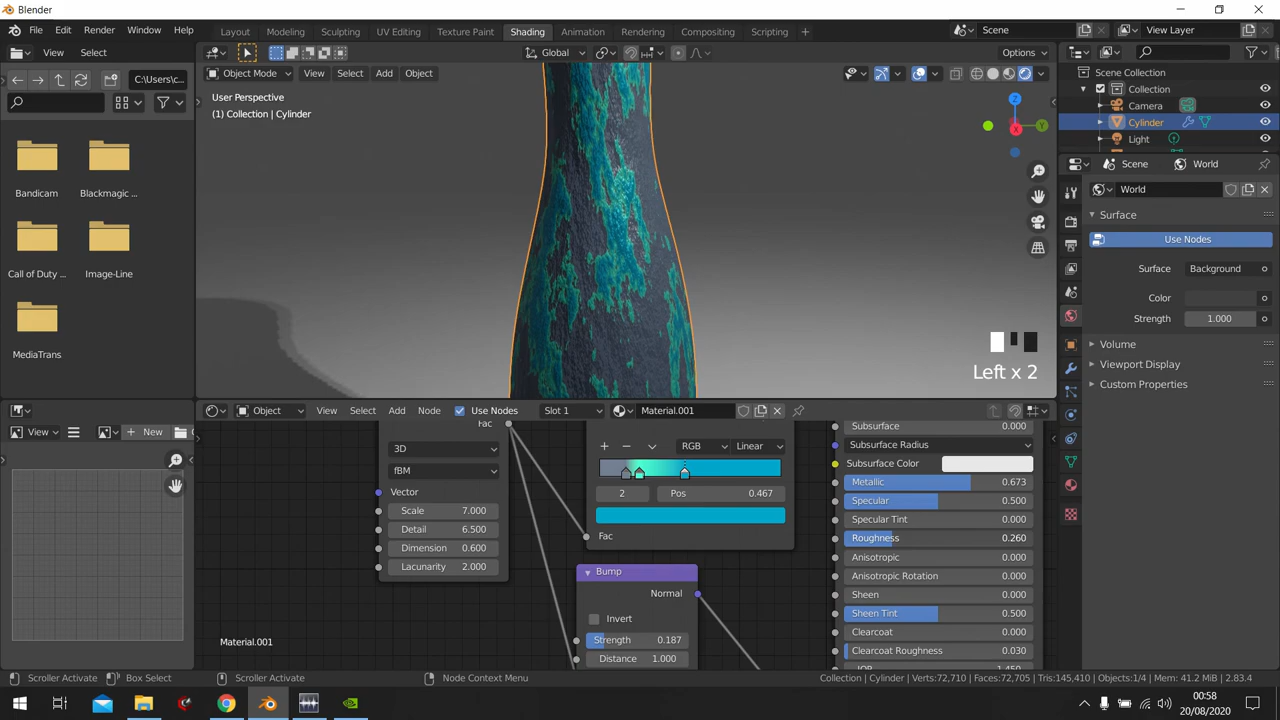 Blender
File Edit Render Window Help
Layout Modeling Sculpting UV Editing Texture Paint Shading Animation Rendering Compositing Scripting
Scene
View Layer
View Select
Global
Options
C:\Users\c...
Object Mode View Select Add Object
User Perspective
(1) Collection | Cylinder
Z
Y
X
Scene Collection
Collection
Camera
Cylinder
Light
Scene World
World
Surface
Use Nodes
Surface Background
Color
Strength 1.000
Volume
Viewport Display
Custom Properties
Bandicam
Blackmagic ...
Call of Duty ...
Image-Line
MediaTrans
Left x 2
Object View Select Add Node Use Nodes Slot 1 Material.001
View New
Fac
3D
fBM
Vector
Scale 7.000
Detail 6.500
Dimension 0.600
Lacunarity 2.000
RGB Linear
2 Pos 0.467
Fac
Bump
Normal
Invert
Strength 0.187
Distance 1.000
Subsurface 0.000
Subsurface Radius
Subsurface Color
Metallic 0.673
Specular 0.500
Specular Tint 0.000
Roughness 0.260
Anisotropic 0.000
Anisotropic Rotation 0.000
Sheen 0.000
Sheen Tint 0.500
Clearcoat 0.000
Clearcoat Roughness 0.030
IOR 1.450
Material.001
Scroller Activate Box Select Scroller Activate Node Context Menu
Collection | Cylinder | Verts:72,710 | Faces:72,705 | Tris:145,410 | Objects:1/4 | Mem: 41.2 MiB | 2.83.4
00:58
20/08/2020